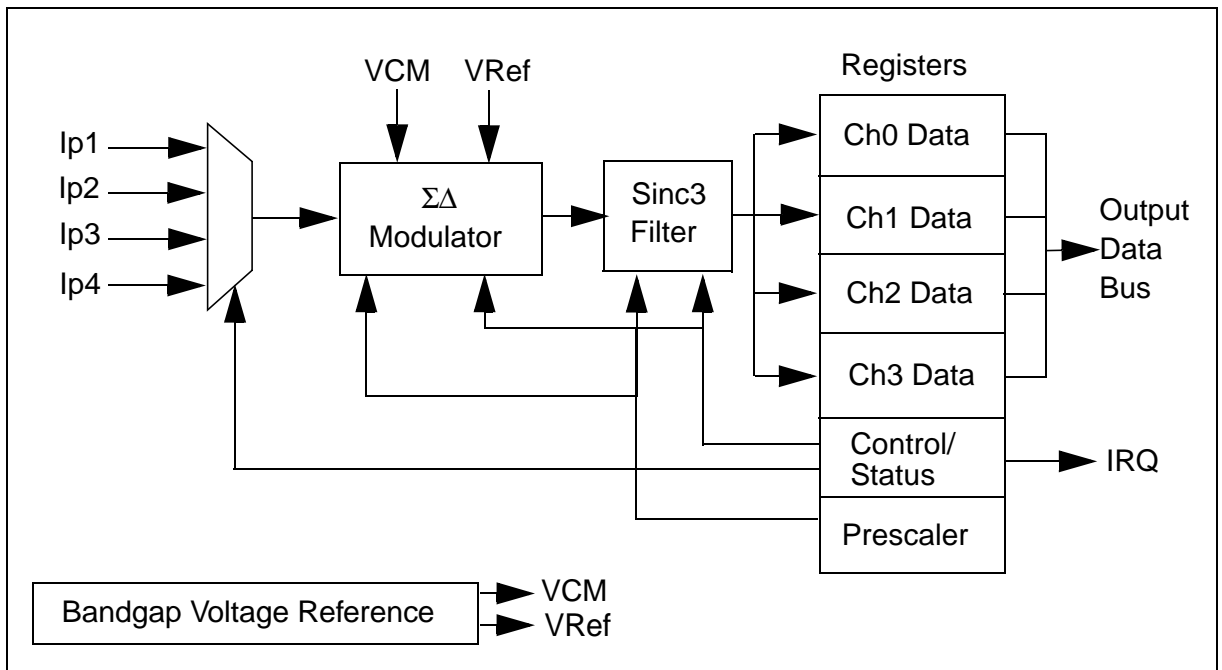 VCM
VRef
Registers
Ip1
Ip2
Ip3
Ip4
ΣΔ
Modulator
Sinc3
Filter
Ch0 Data
Ch1 Data
Ch2 Data
Ch3 Data
Control/
Status
Prescaler
Output
Data
Bus
IRQ
Bandgap Voltage Reference
VCM
VRef